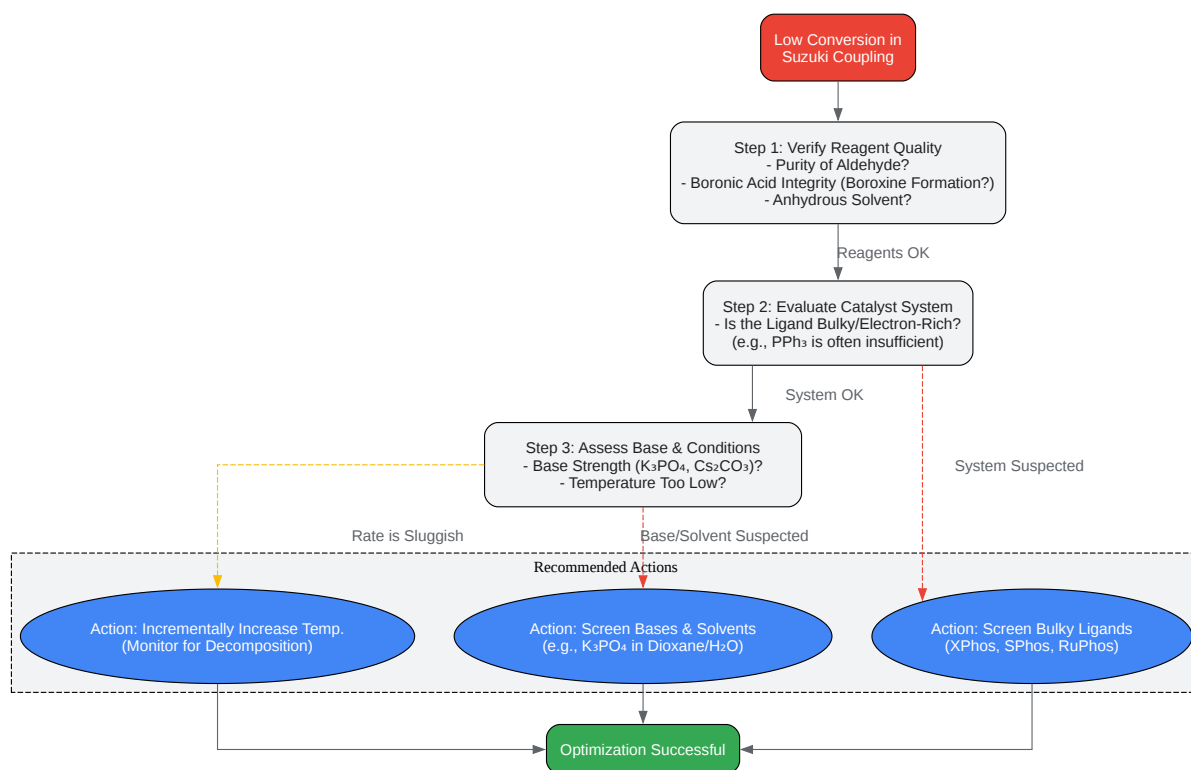 Low Conversion in
Suzuki Coupling
Step 1: Verify Reagent Quality
- Purity of Aldehyde?
- Boronic Acid Integrity (Boroxine Formation?)
- Anhydrous Solvent?
Reagents OK
Step 2: Evaluate Catalyst System
- Is the Ligand Bulky/Electron-Rich?
(e.g., PPh₃ is often insufficient)
System OK
Step 3: Assess Base & Conditions
- Base Strength (K₃PO₄, Cs₂CO₃)?
- Temperature Too Low?
System Suspected
Rate is Sluggish
Base/Solvent Suspected
Recommended Actions
Action: Incrementally Increase Temp.
(Monitor for Decomposition)
Action: Screen Bases & Solvents
(e.g., K₃PO₄ in Dioxane/H₂O)
Action: Screen Bulky Ligands
(XPhos, SPhos, RuPhos)
Optimization Successful